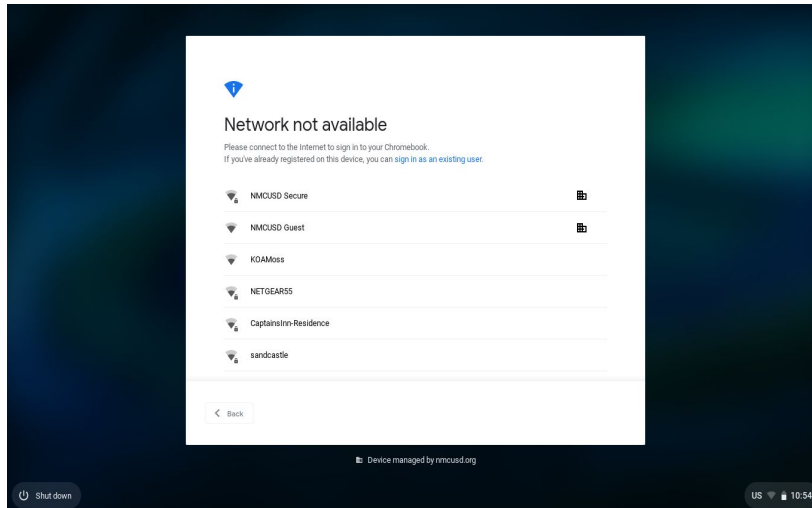 Network not available
Please connect to the Internet to sign in to your Chromebook.
If you've already registered on this device, you can sign in as an existing user.
NMCUSD Secure
NMCUSD Guest
KOAMoss
NETGEAR55
CaptainsInn-Residence
sandcastle
Back
Device managed by nmcusd.org
Shut down
US 10:54